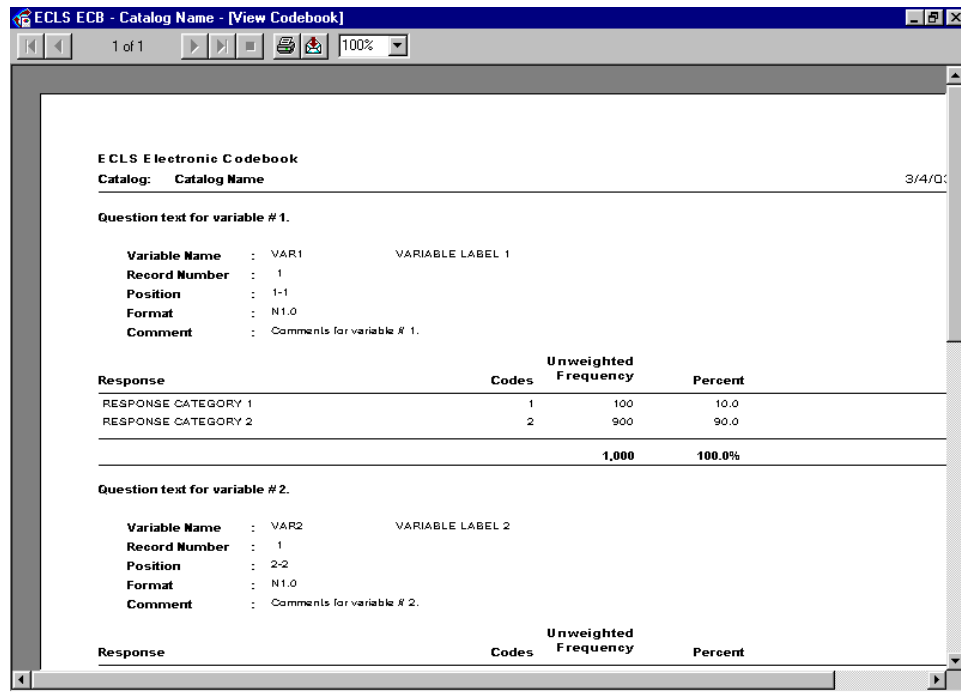 ECLS ECB - Catalog Name - [View Codebook]
1 of 1 100%
ECLS Electronic Codebook
Catalog: Catalog Name 3/4/03
Question text for variable # 1.
Variable Name : VAR1 VARIABLE LABEL 1
Record Number : 1
Position : 1-1
Format : N1.0
Comment : Comments for variable # 1.
Unweighted
Response Codes Frequency Percent
RESPONSE CATEGORY 1 1 100 10.0
RESPONSE CATEGORY 2 2 900 90.0
1,000 100.0%
Question text for variable # 2.
Variable Name : VAR2 VARIABLE LABEL 2
Record Number : 1
Position : 2-2
Format : N1.0
Comment : Comments for variable # 2.
Unweighted
Response Codes Frequency Percent